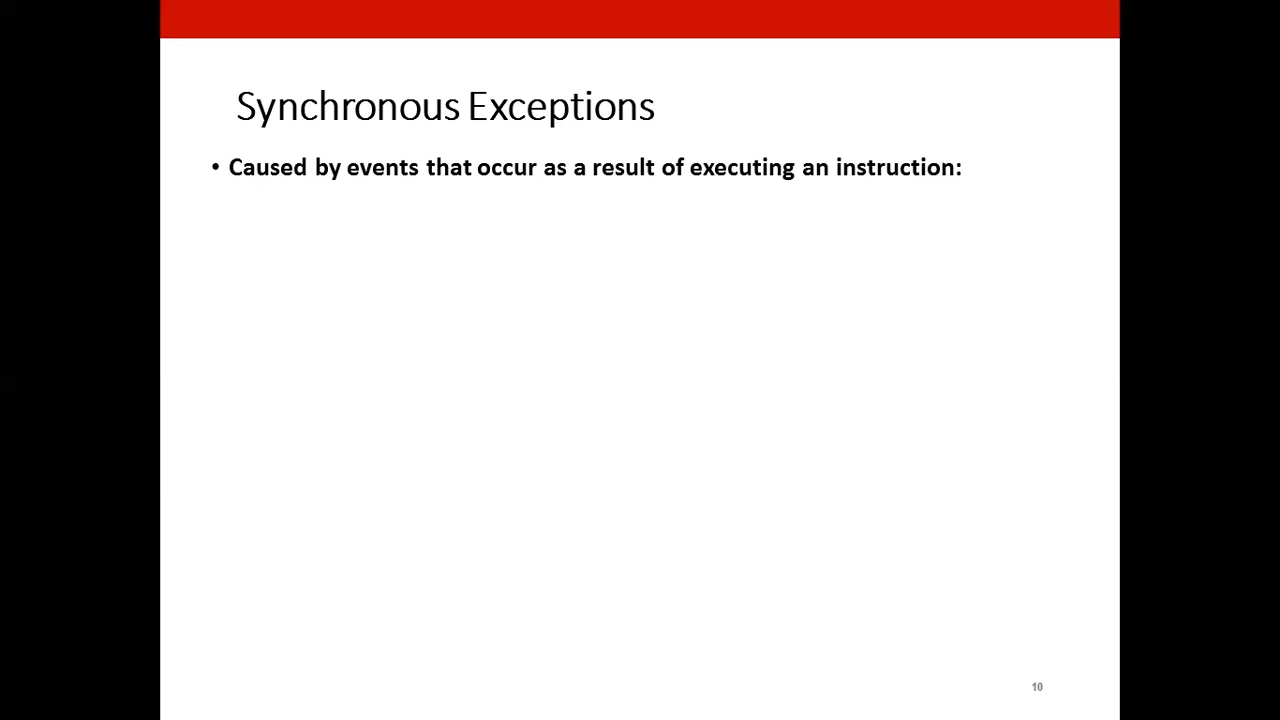 Synchronous Exceptions
• Caused by events that occur as a result of executing an instruction:
10